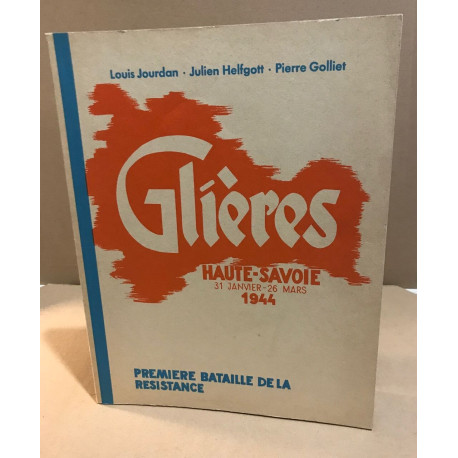 Louis Jourdan · Julien Helfgott · Pierre Golliet
Glières
HAUTE-SAVOIE
31 JANVIER-26 MARS
1944
PREMIERE BATAILLE DE LA
RESISTANCE